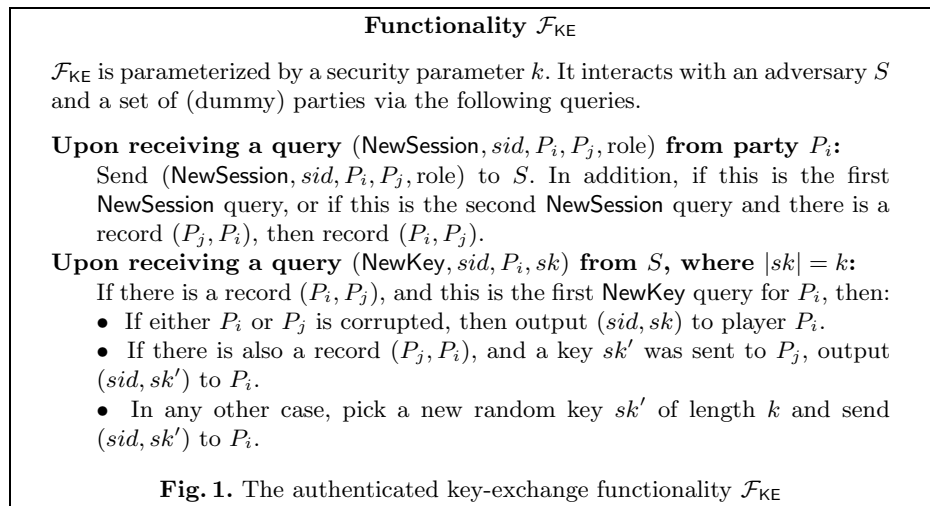 Functionality F_KE
F_KE is parameterized by a security parameter k. It interacts with an adversary S
and a set of (dummy) parties via the following queries.
Upon receiving a query (NewSession, sid, P_i, P_j, role) from party P_i:
Send (NewSession, sid, P_i, P_j, role) to S. In addition, if this is the first
NewSession query, or if this is the second NewSession query and there is a
record (P_j, P_i), then record (P_i, P_j).
Upon receiving a query (NewKey, sid, P_i, sk) from S, where |sk| = k:
If there is a record (P_i, P_j), and this is the first NewKey query for P_i, then:
• If either P_i or P_j is corrupted, then output (sid, sk) to player P_i.
• If there is also a record (P_j, P_i), and a key sk′ was sent to P_j, output
(sid, sk′) to P_i.
• In any other case, pick a new random key sk′ of length k and send
(sid, sk′) to P_i.
Fig. 1. The authenticated key-exchange functionality F_KE